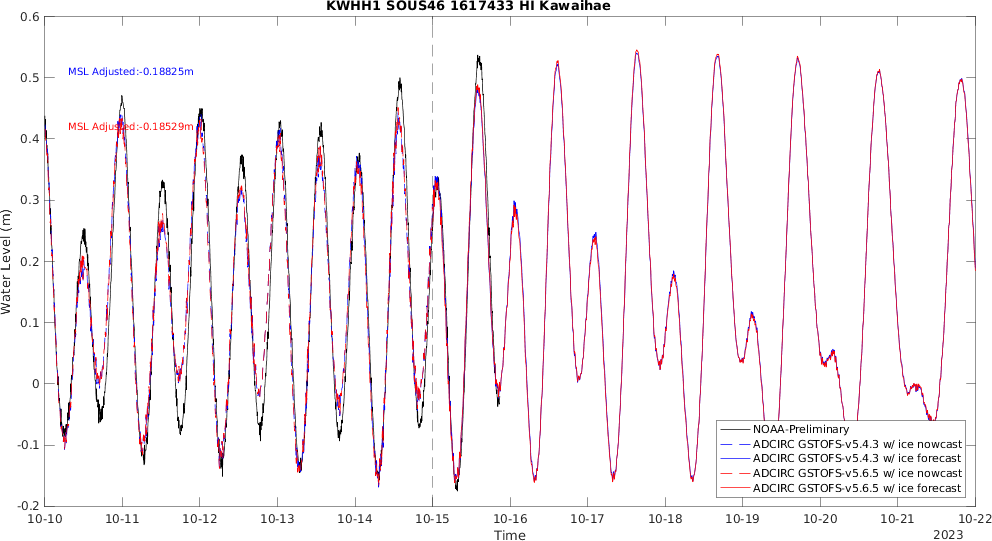 KWHH1 SOUS46 1617433 HI Kawaihae
0.6
0.5
0.4
0.3
0.2
0.1
0
-0.1
-0.2
Water Level (m)
MSL Adjusted:-0.18825m
MSL Adjusted:-0.18529m
NOAA-Preliminary
ADCIRC GSTOFS-v5.4.3 w/ ice nowcast
ADCIRC GSTOFS-v5.4.3 w/ ice forecast
ADCIRC GSTOFS-v5.6.5 w/ ice nowcast
ADCIRC GSTOFS-v5.6.5 w/ ice forecast
10-10 10-11 10-12 10-13 10-14 10-15 10-16 10-17 10-18 10-19 10-20 10-21 10-22
Time
2023